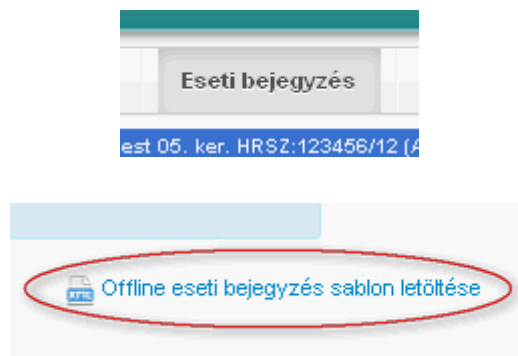 Eseti bejegyzés
est 05. ker. HRSZ:123456/12 (A
Offline eseti bejegyzés sablon letöltése